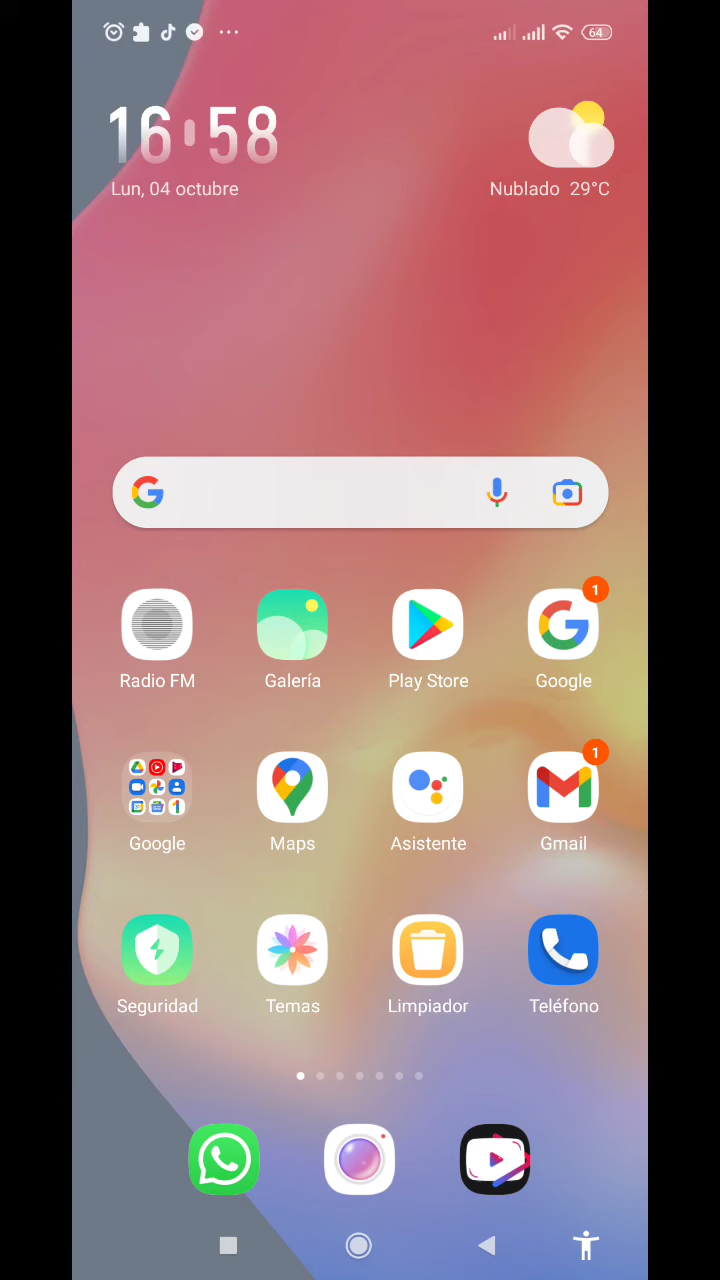 64
16:58
Lun, 04 octubre
Nublado 29°C
1
Radio FM
Galería
Play Store
Google
1
Google
Maps
Asistente
Gmail
Seguridad
Temas
Limpiador
Teléfono